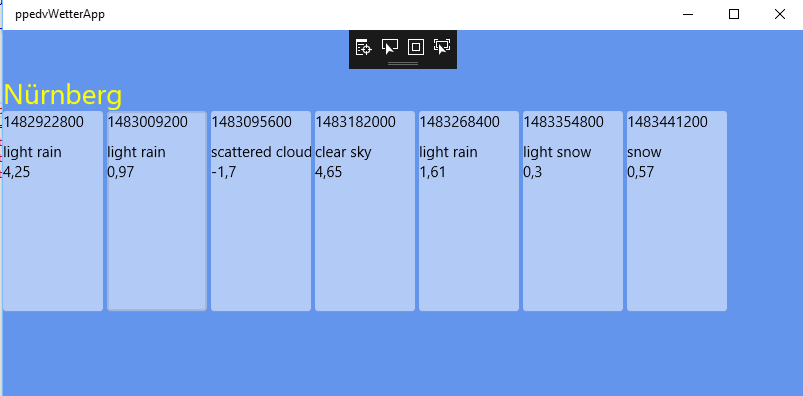 ppedvWetterApp
Nürnberg
1482922800 1483009200 1483095600 1483182000 1483268400 1483354800 1483441200
light rain light rain scattered cloud clear sky light rain light snow snow
4,25 0,97 -1,7 4,65 1,61 0,3 0,57